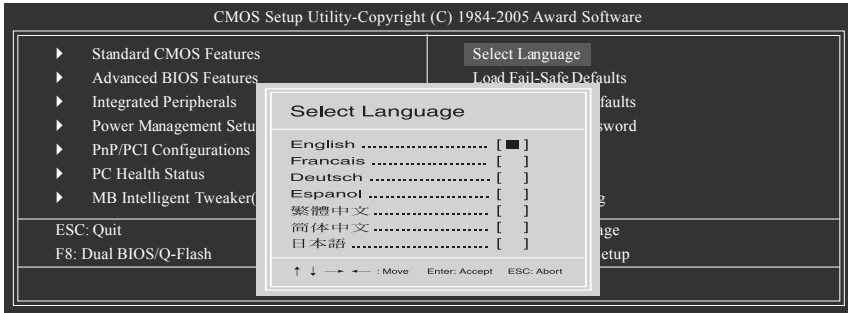 CMOS Setup Utility-Copyright (C) 1984-2005 Award Software
Standard CMOS Features
Advanced BIOS Features
Integrated Peripherals
Power Management Setu
PnP/PCI Configurations
PC Health Status
MB Intelligent Tweaker(
Select Language
Load Fail-Safe Defaults
faults
sword
Select Language
English ........................ [■]
Francais ...................... [ ]
Deutsch ...................... [ ]
Espanol ....................... [ ]
繁體中文 ..................... [ ]
简体中文 ..................... [ ]
日本語 ......................... [ ]
↑ ↓ → ← : Move Enter: Accept ESC: Abort
ESC: Quit
age
F8: Dual BIOS/Q-Flash
etup